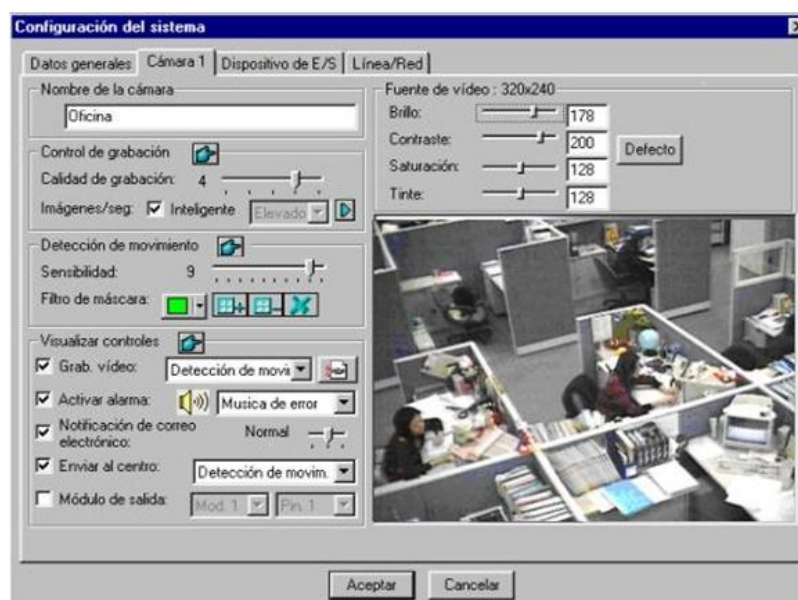 Configuración del sistema
Datos generales Cámara 1 Dispositivo de E/S Línea/Red
Nombre de la cámara
Oficina
Control de grabación
Calidad de grabación: 4
Imágenes/seg: Inteligente Elevado
Detección de movimiento
Sensibilidad: 9
Filtro de máscara:
Visualizar controles
Grab. vídeo: Detección de movi
Activar alarma: Musica de error
Notificación de correo electrónico: Normal
Enviar al centro: Detección de movim.
Módulo de salida: Mod. 1 Pin. 1
Fuente de vídeo : 320x240
Brillo: 178
Contraste: 200
Saturación: 128
Tinte: 128
Defecto
Aceptar Cancelar